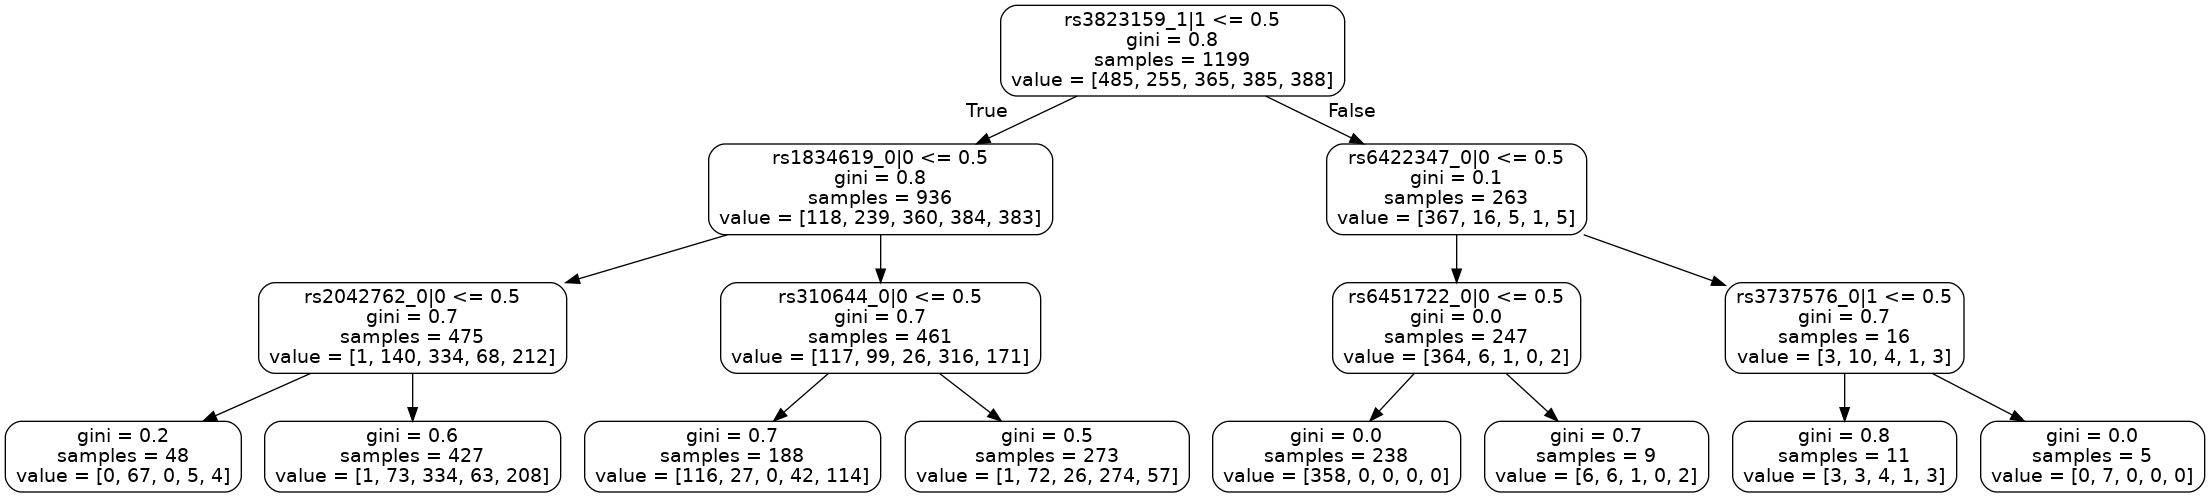 rs3823159_1|1 <= 0.5
gini = 0.8
samples = 1199
value = [485, 255, 365, 385, 388]
True
False
rs1834619_0|0 <= 0.5
gini = 0.8
samples = 936
value = [118, 239, 360, 384, 383]
rs6422347_0|0 <= 0.5
gini = 0.1
samples = 263
value = [367, 16, 5, 1, 5]
rs2042762_0|0 <= 0.5
gini = 0.7
samples = 475
value = [1, 140, 334, 68, 212]
rs310644_0|0 <= 0.5
gini = 0.7
samples = 461
value = [117, 99, 26, 316, 171]
rs6451722_0|0 <= 0.5
gini = 0.0
samples = 247
value = [364, 6, 1, 0, 2]
rs3737576_0|1 <= 0.5
gini = 0.7
samples = 16
value = [3, 10, 4, 1, 3]
gini = 0.2
samples = 48
value = [0, 67, 0, 5, 4]
gini = 0.6
samples = 427
value = [1, 73, 334, 63, 208]
gini = 0.7
samples = 188
value = [116, 27, 0, 42, 114]
gini = 0.5
samples = 273
value = [1, 72, 26, 274, 57]
gini = 0.0
samples = 238
value = [358, 0, 0, 0, 0]
gini = 0.7
samples = 9
value = [6, 6, 1, 0, 2]
gini = 0.8
samples = 11
value = [3, 3, 4, 1, 3]
gini = 0.0
samples = 5
value = [0, 7, 0, 0, 0]